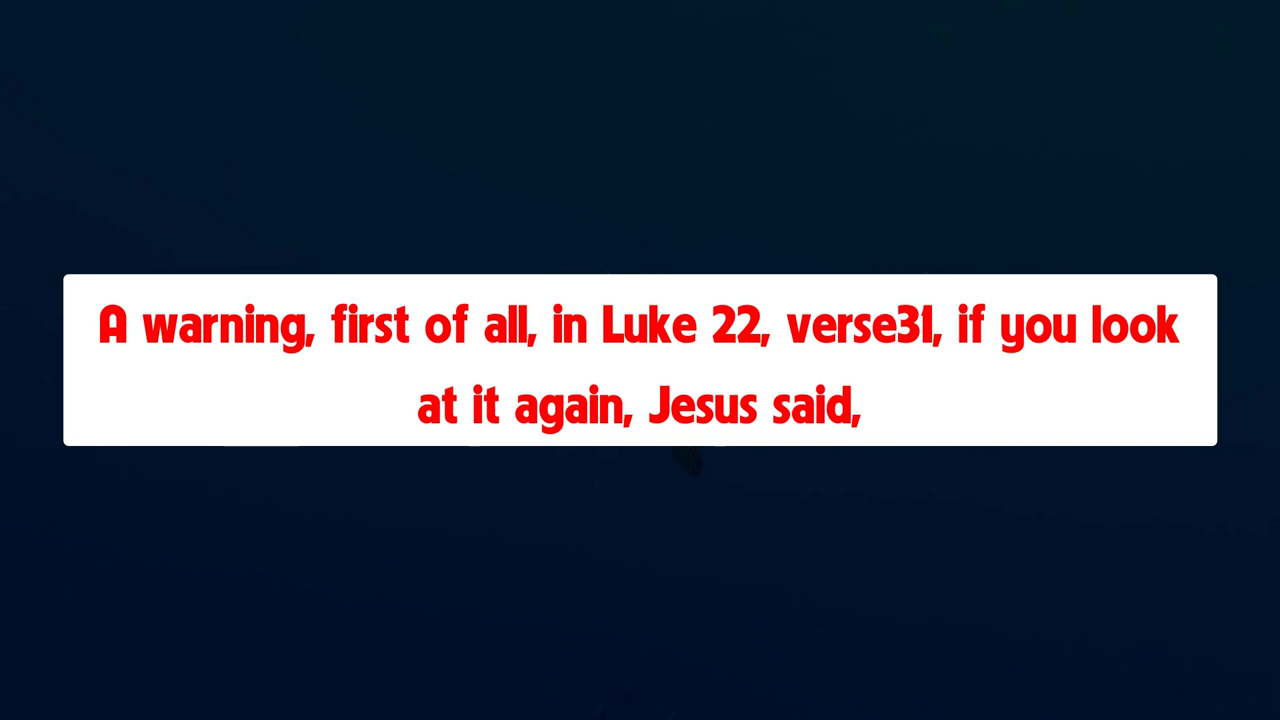 A warning, first of all, in Luke 22, verse31, if you look
at it again, Jesus said,